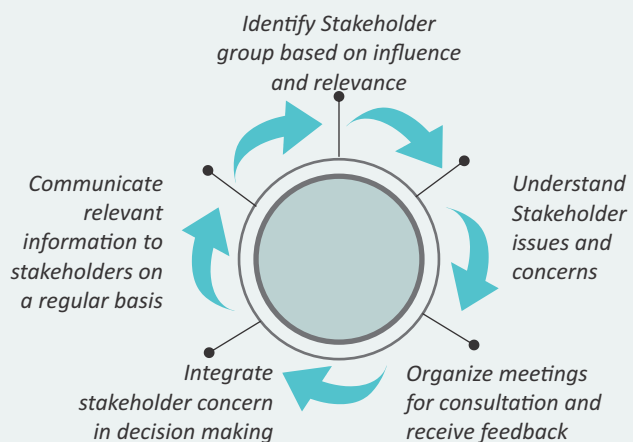 Identify Stakeholder
group based on influence
and relevance
Understand
Stakeholder
issues and
concerns
Organize meetings
for consultation and
receive feedback
Integrate
stakeholder concern
in decision making
Communicate
relevant
information to
stakeholders on
a regular basis